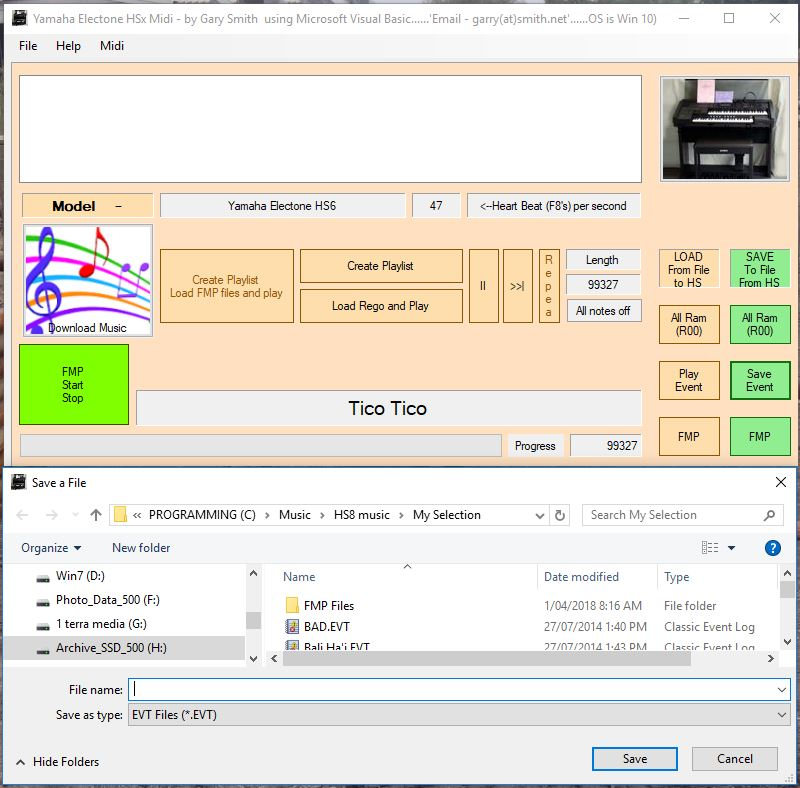 Yamaha Electone HSx Midi - by Gary Smith  using Microsoft Visual Basic......'Email - garry(at)smith.net'......OS is Win 10)
File Help Midi
Model -
Yamaha Electone HS6
47
<--Heart Beat (F8's) per second
Download Music
Create Playlist
Load FMP files and play
Create Playlist
Load Rego and Play
II
>>|
R
e
p
e
a
Length
99327
All notes off
LOAD
From File
to HS
SAVE
To File
From HS
All Ram
(R00)
All Ram
(R00)
Play
Event
Save
Event
FMP
FMP
FMP
Start
Stop
Tico Tico
Progress
99327
Save a File
« PROGRAMMING (C) > Music > HS8 music > My Selection
Search My Selection
Organize
New folder
?
Win7 (D:)
Photo_Data_500 (F:)
1 terra media (G:)
Archive_SSD_500 (H:)
Name Date modified Type
FMP Files 1/04/2018 8:16 AM File folder
BAD.EVT 27/07/2014 1:40 PM Classic Event Log
Bali Ha'i.EVT 27/07/2014 1:43 PM Classic Event Log
File name:
Save as type: EVT Files (*.EVT)
Hide Folders
Save
Cancel